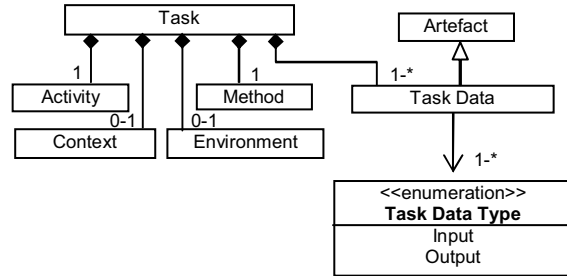 Task
Artefact
1
1
1-*
Activity
Method
Task Data
0-1
0-1
Context
Environment
1-*
<<enumeration>>
Task Data Type
Input
Output